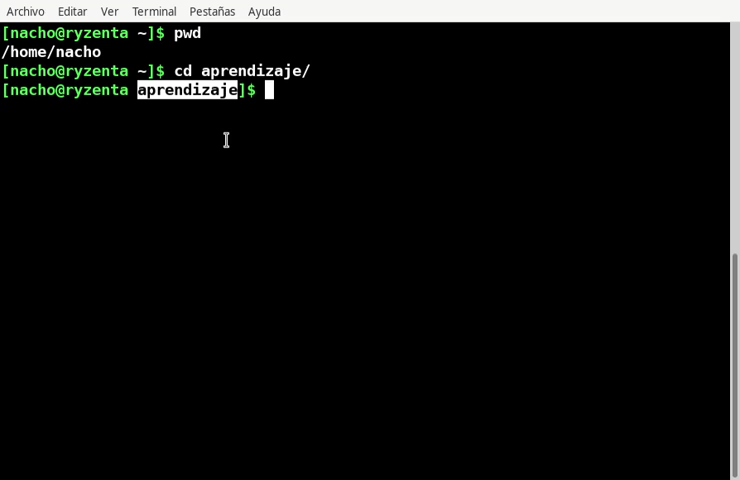 Archivo Editar Ver Terminal Pestañas Ayuda
[nacho@ryzenta ~]$ pwd
/home/nacho
[nacho@ryzenta ~]$ cd aprendizaje/
[nacho@ryzenta aprendizaje]$